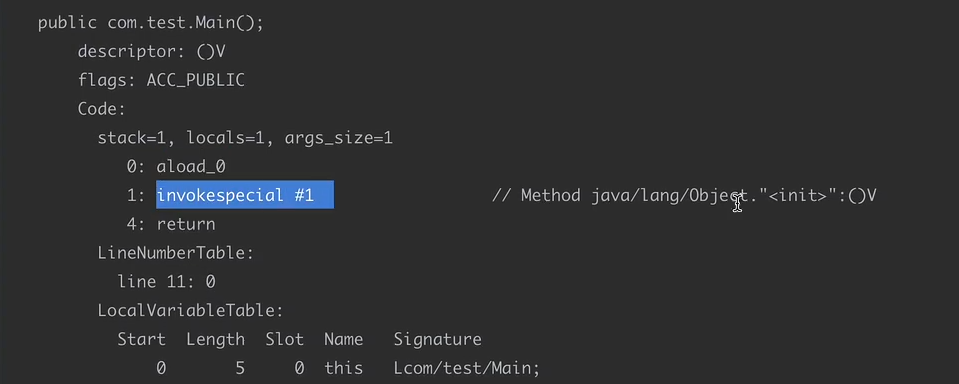 public com.test.Main();
descriptor: ()V
flags: ACC_PUBLIC
Code:
stack=1, locals=1, args_size=1
0: aload_0
1: invokespecial #1 // Method java/lang/Object."<init>":()V
4: return
LineNumberTable:
line 11: 0
LocalVariableTable:
Start Length Slot Name Signature
0 5 0 this Lcom/test/Main;